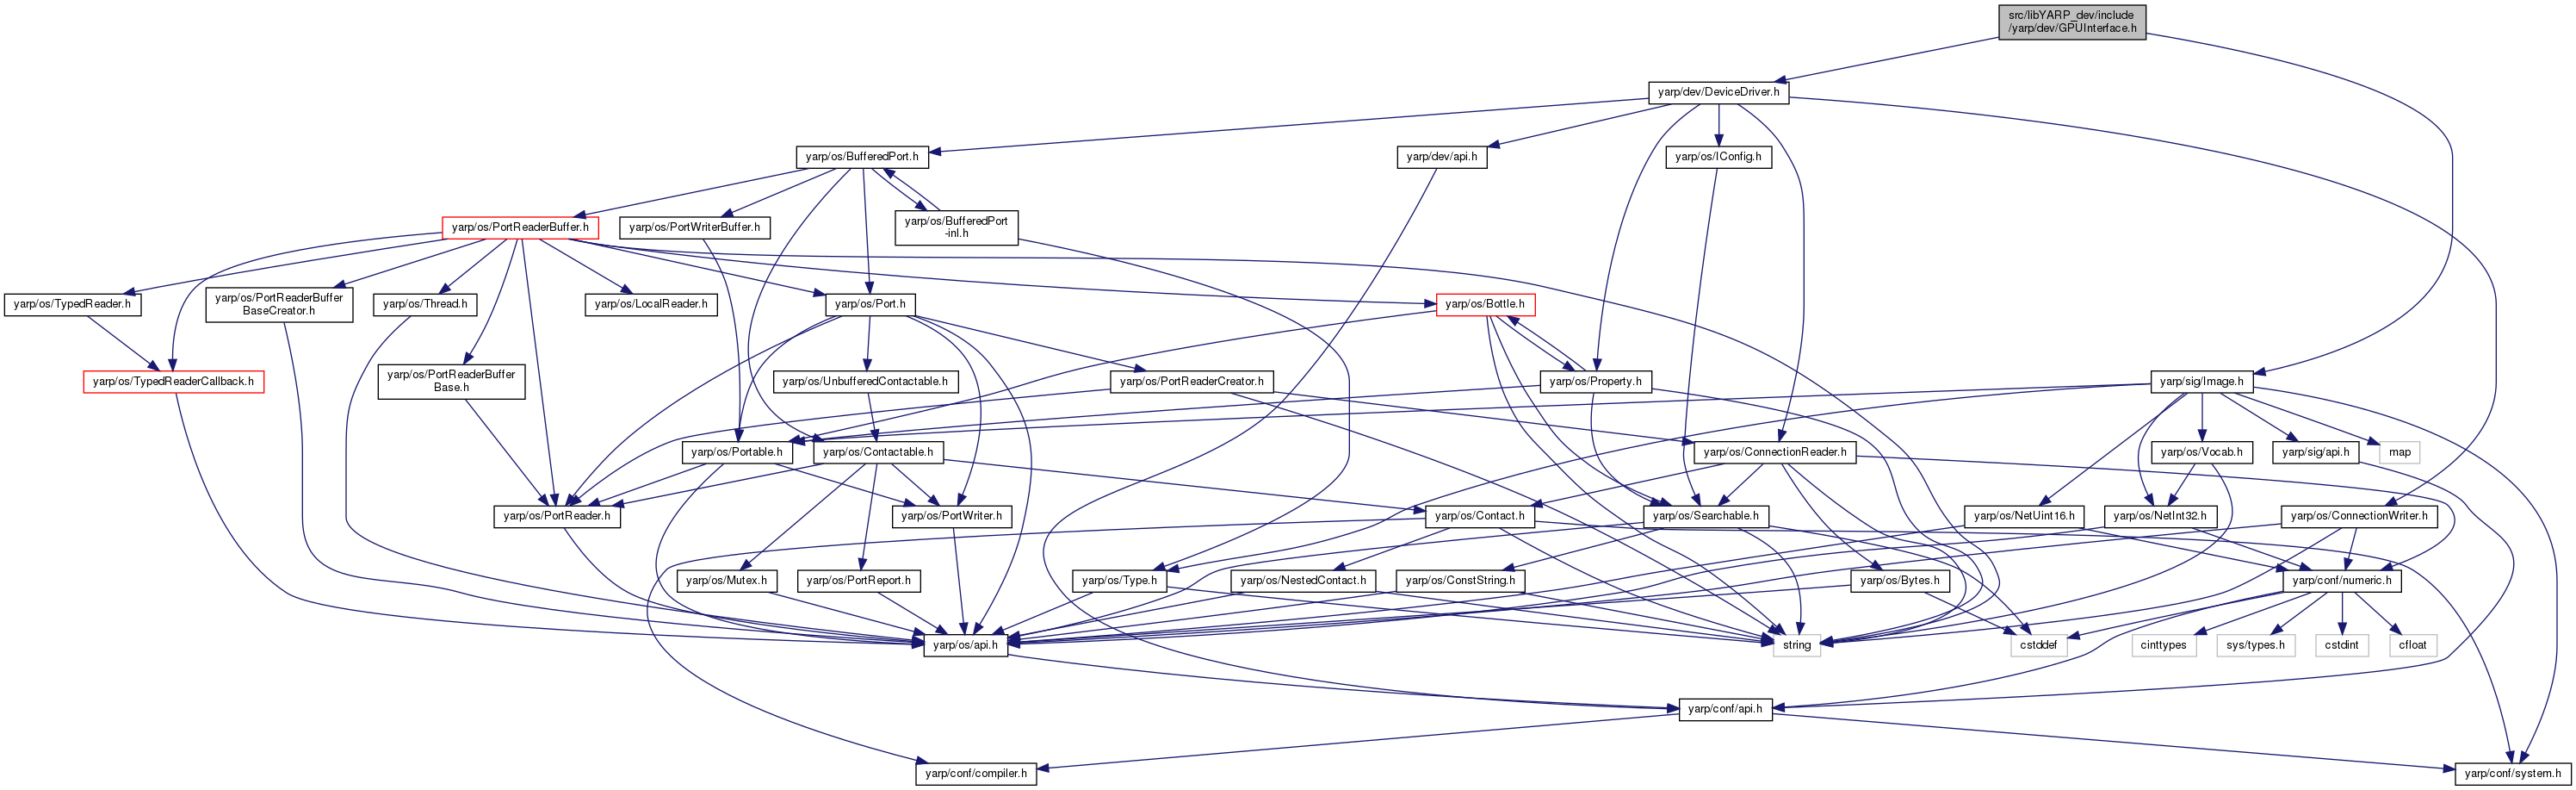 src/libYARP_dev/include
/yarp/dev/GPUInterface.h
yarp/dev/DeviceDriver.h
yarp/os/BufferedPort.h
yarp/dev/api.h
yarp/os/IConfig.h
yarp/os/PortReaderBuffer.h
yarp/os/PortWriterBuffer.h
yarp/os/BufferedPort
-inl.h
yarp/os/TypedReader.h
yarp/os/PortReaderBuffer
BaseCreator.h
yarp/os/Thread.h
yarp/os/LocalReader.h
yarp/os/Port.h
yarp/os/Bottle.h
yarp/os/TypedReaderCallback.h
yarp/os/PortReaderBuffer
Base.h
yarp/os/UnbufferedContactable.h
yarp/os/PortReaderCreator.h
yarp/os/Property.h
yarp/sig/Image.h
yarp/os/Portable.h
yarp/os/Contactable.h
yarp/os/ConnectionReader.h
yarp/os/Vocab.h
yarp/sig/api.h
map
yarp/os/PortReader.h
yarp/os/PortWriter.h
yarp/os/Contact.h
yarp/os/Searchable.h
yarp/os/NetUint16.h
yarp/os/NetInt32.h
yarp/os/ConnectionWriter.h
yarp/os/Mutex.h
yarp/os/PortReport.h
yarp/os/Type.h
yarp/os/NestedContact.h
yarp/os/ConstString.h
yarp/os/Bytes.h
yarp/conf/numeric.h
yarp/os/api.h
string
cstddef
cinttypes
sys/types.h
cstdint
cfloat
yarp/conf/api.h
yarp/conf/compiler.h
yarp/conf/system.h